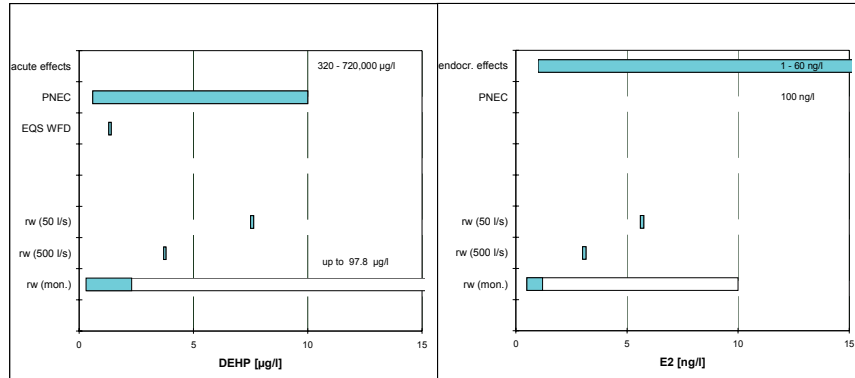 acute effects
320 - 720,000 µg/l
PNEC
EQS WFD
rw (50 l/s)
rw (500 l/s)
up to 97.8 µg/l
rw (mon.)
0 5 10 15
DEHP [µg/l]
endocr. effects
1 - 60 ng/l
PNEC
100 ng/l
rw (50 l/s)
rw (500 l/s)
rw (mon.)
0 5 10 15
E2 [ng/l]